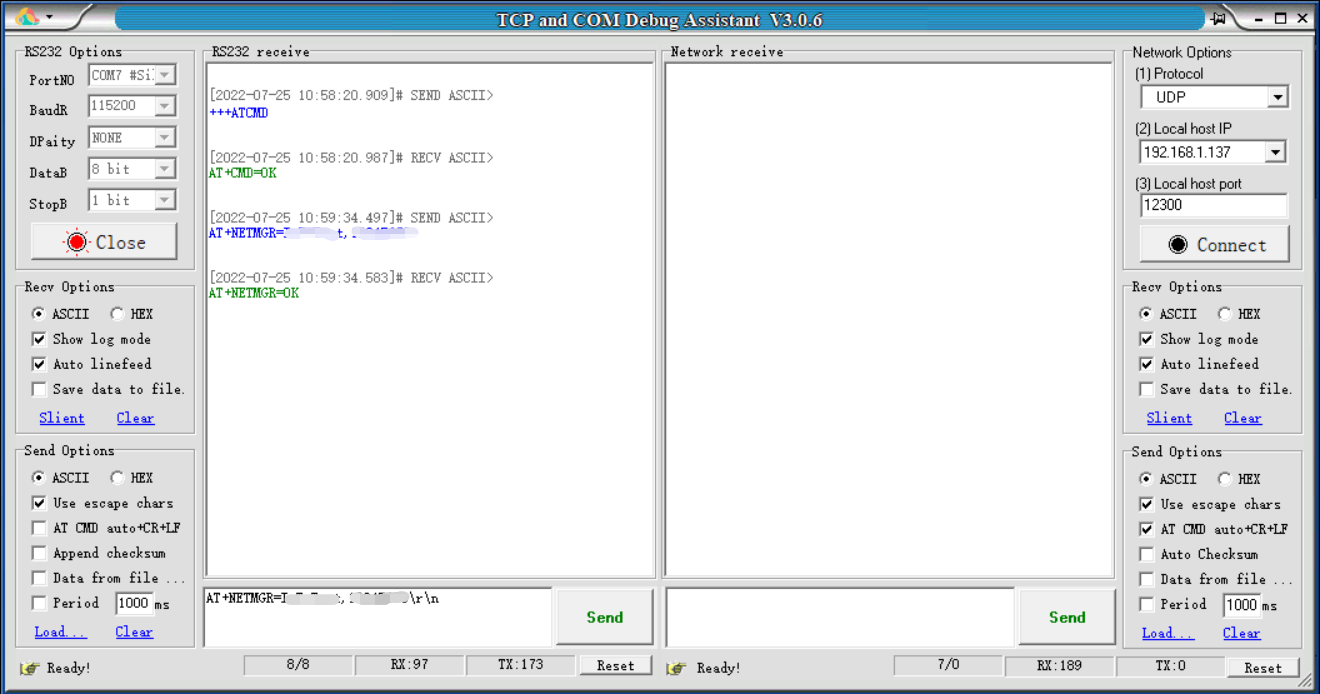 TCP and COM Debug Assistant V3.0.6
RS232 Options
PortNO COM7 #Si
BaudR 115200
DPaity NONE
DataB 8 bit
StopB 1 bit
Close
Recv Options
ASCII HEX
Show log mode
Auto linefeed
Save data to file.
Slient Clear
Send Options
ASCII HEX
Use escape chars
AT CMD auto+CR+LF
Append checksum
Data from file ...
Period 1000 ms
Load... Clear
RS232 receive
[2022-07-25 10:58:20.909]# SEND ASCII>
+++ATCMD
[2022-07-25 10:58:20.987]# RECV ASCII>
AT+CMD=OK
[2022-07-25 10:59:34.497]# SEND ASCII>
AT+NETMGR=
[2022-07-25 10:59:34.583]# RECV ASCII>
AT+NETMGR=OK
AT+NETMGR= \r\n
Send
Network receive
Send
Network Options
(1) Protocol
UDP
(2) Local host IP
192.168.1.137
(3) Local host port
12300
Connect
Recv Options
ASCII HEX
Show log mode
Auto linefeed
Save data to file.
Slient Clear
Send Options
ASCII HEX
Use escape chars
AT CMD auto+CR+LF
Auto Checksum
Data from file ...
Period 1000 ms
Load... Clear
Ready! 8/8 RX:97 TX:173 Reset
Ready! 7/0 RX:189 TX:0 Reset